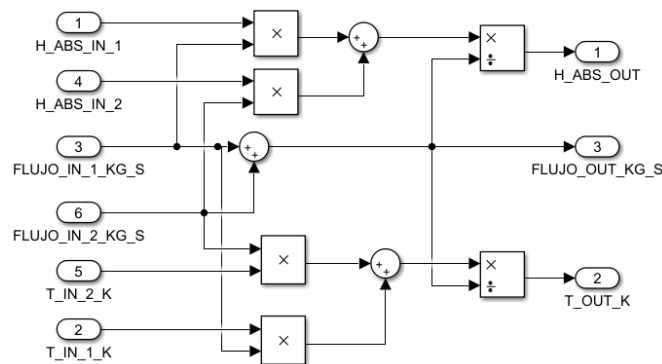 1
H_ABS_IN_1
4
H_ABS_IN_2
3
FLUJO_IN_1_KG_S
6
FLUJO_IN_2_KG_S
5
T_IN_2_K
2
T_IN_1_K
×
×
+
+
+
+
×
×
+
+
×
÷
×
÷
1
H_ABS_OUT
3
FLUJO_OUT_KG_S
2
T_OUT_K